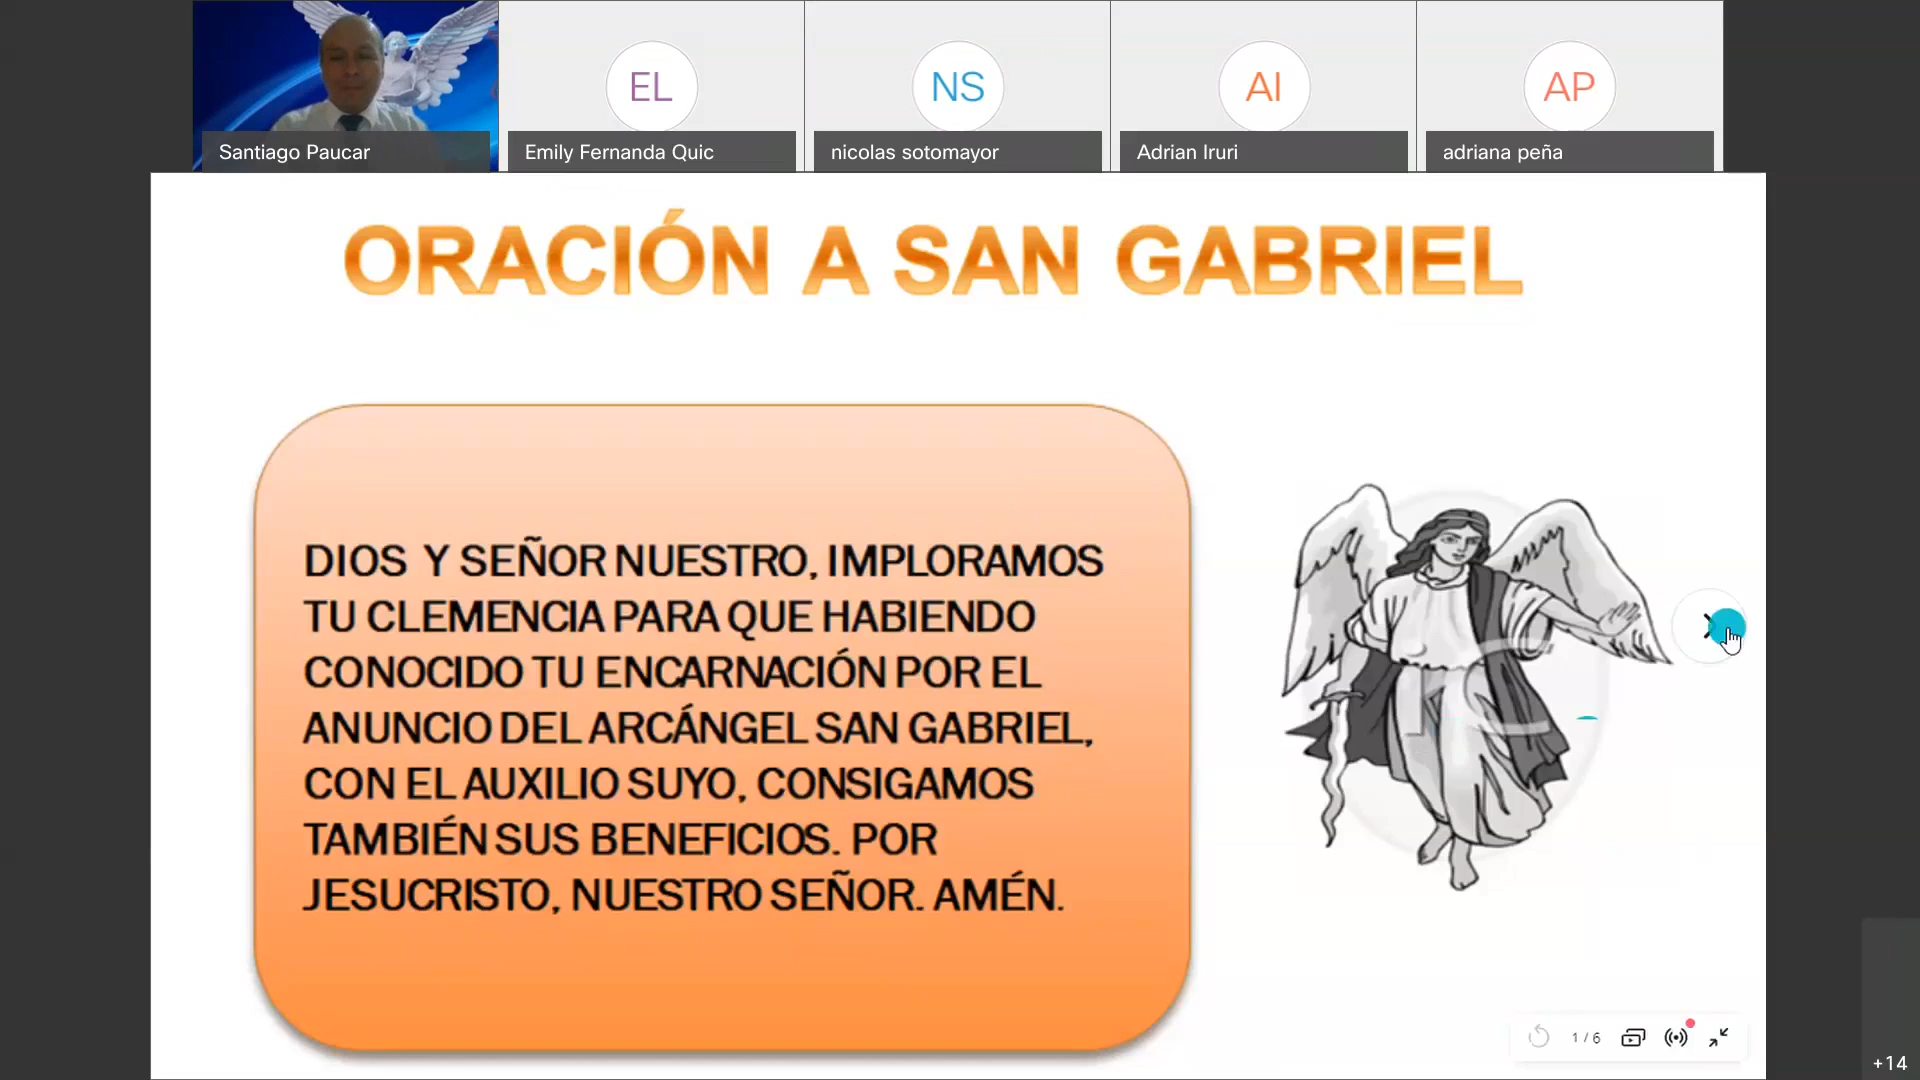 EL
NS
AI
AP
Santiago Paucar
Emily Fernanda Quic
nicolas sotomayor
Adrian Iruri
adriana peña
ORACIÓN A SAN GABRIEL
DIOS Y SEÑOR NUESTRO, IMPLORAMOS
TU CLEMENCIA PARA QUE HABIENDO
CONOCIDO TU ENCARNACIÓN POR EL
ANUNCIO DEL ARCÁNGEL SAN GABRIEL,
CON EL AUXILIO SUYO, CONSIGAMOS
TAMBIÉN SUS BENEFICIOS. POR
JESUCRISTO, NUESTRO SEÑOR. AMÉN.
1 / 6
+14